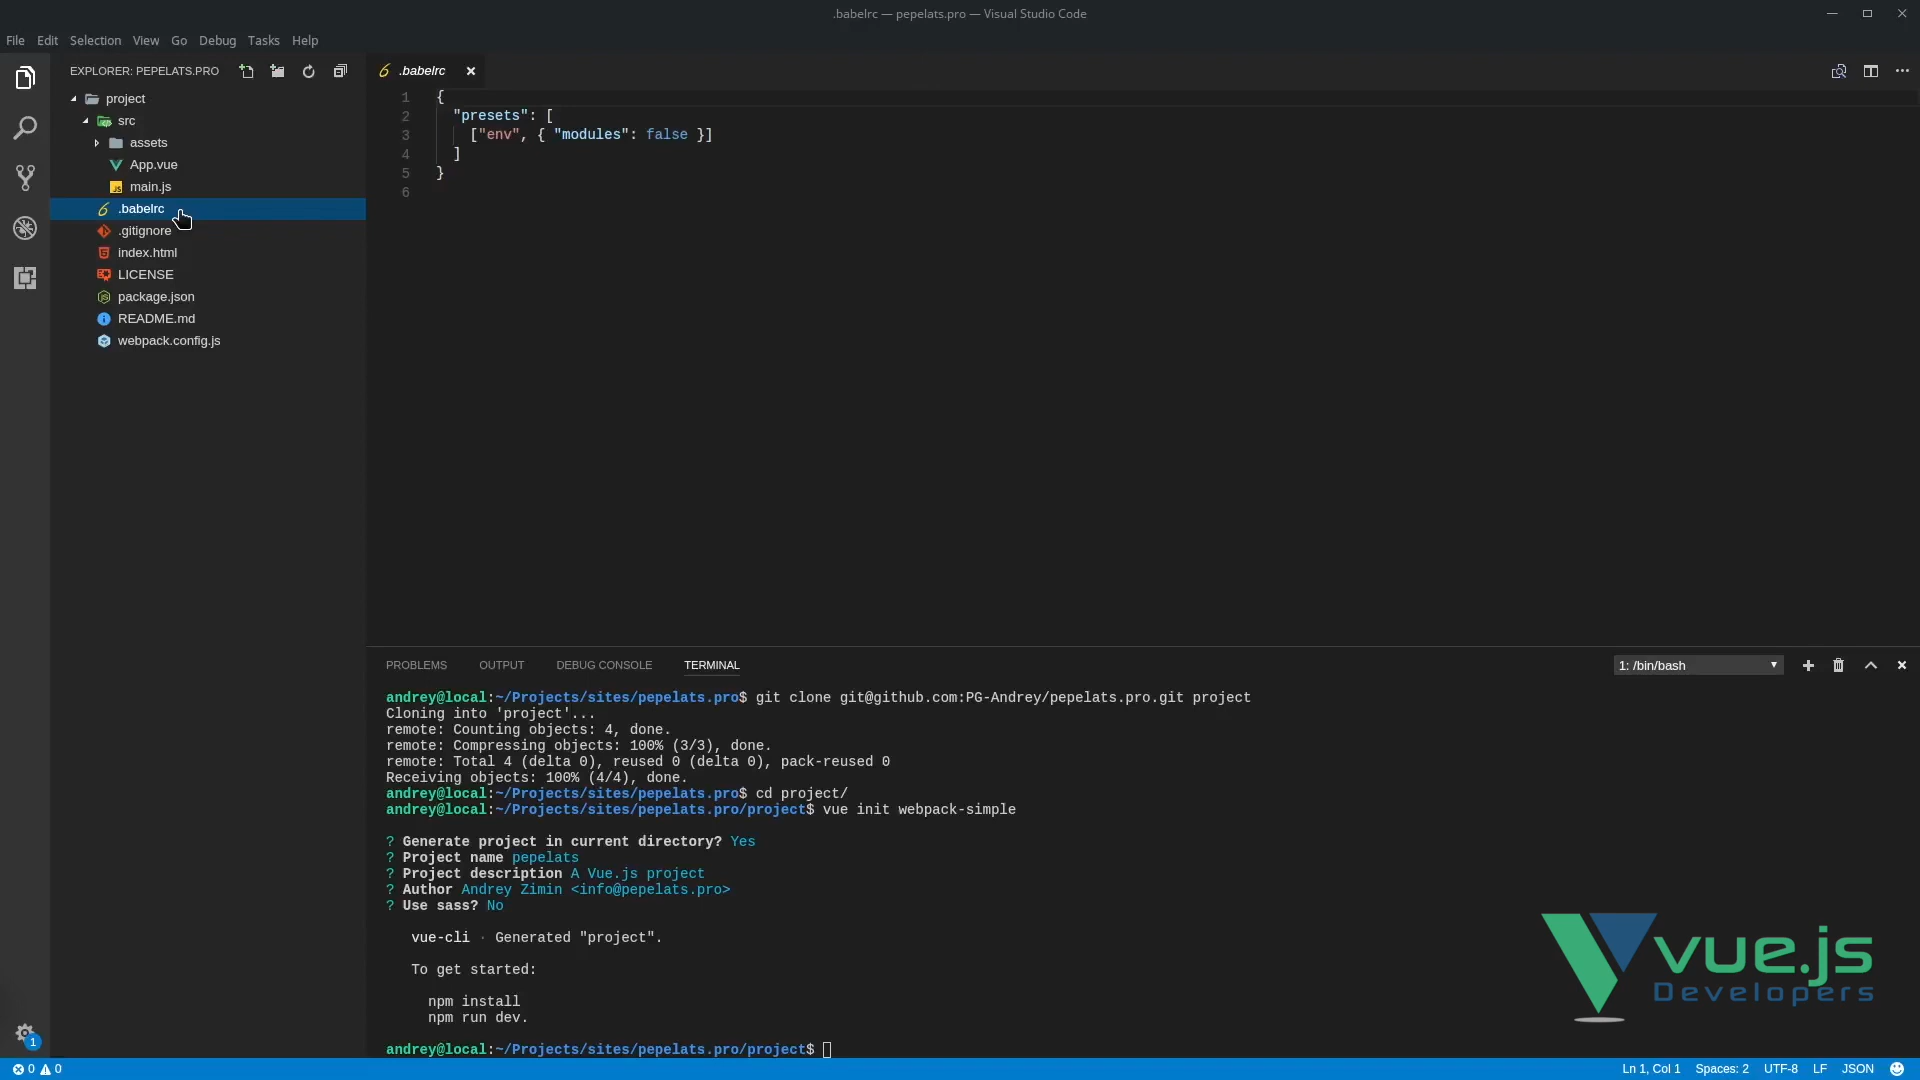 .babelrc — pepelats.pro — Visual Studio Code
File Edit Selection View Go Debug Tasks Help
EXPLORER: PEPELATS.PRO
.babelrc
project
src
assets
App.vue
main.js
.babelrc
.gitignore
index.html
LICENSE
package.json
README.md
webpack.config.js
1 {
2 "presets": [
3 ["env", { "modules": false }]
4 ]
5 }
6
PROBLEMS OUTPUT DEBUG CONSOLE TERMINAL
1: /bin/bash
andrey@local:~/Projects/sites/pepelats.pro$ git clone git@github.com:PG-Andrey/pepelats.pro.git project
Cloning into 'project'...
remote: Counting objects: 4, done.
remote: Compressing objects: 100% (3/3), done.
remote: Total 4 (delta 0), reused 0 (delta 0), pack-reused 0
Receiving objects: 100% (4/4), done.
andrey@local:~/Projects/sites/pepelats.pro$ cd project/
andrey@local:~/Projects/sites/pepelats.pro/project$ vue init webpack-simple
? Generate project in current directory? Yes
? Project name pepelats
? Project description A Vue.js project
? Author Andrey Zimin <info@pepelats.pro>
? Use sass? No
vue-cli · Generated "project".
To get started:
npm install
npm run dev.
andrey@local:~/Projects/sites/pepelats.pro/project$
vue.js
Developers
1
0 0
Ln 1, Col 1 Spaces: 2 UTF-8 LF JSON